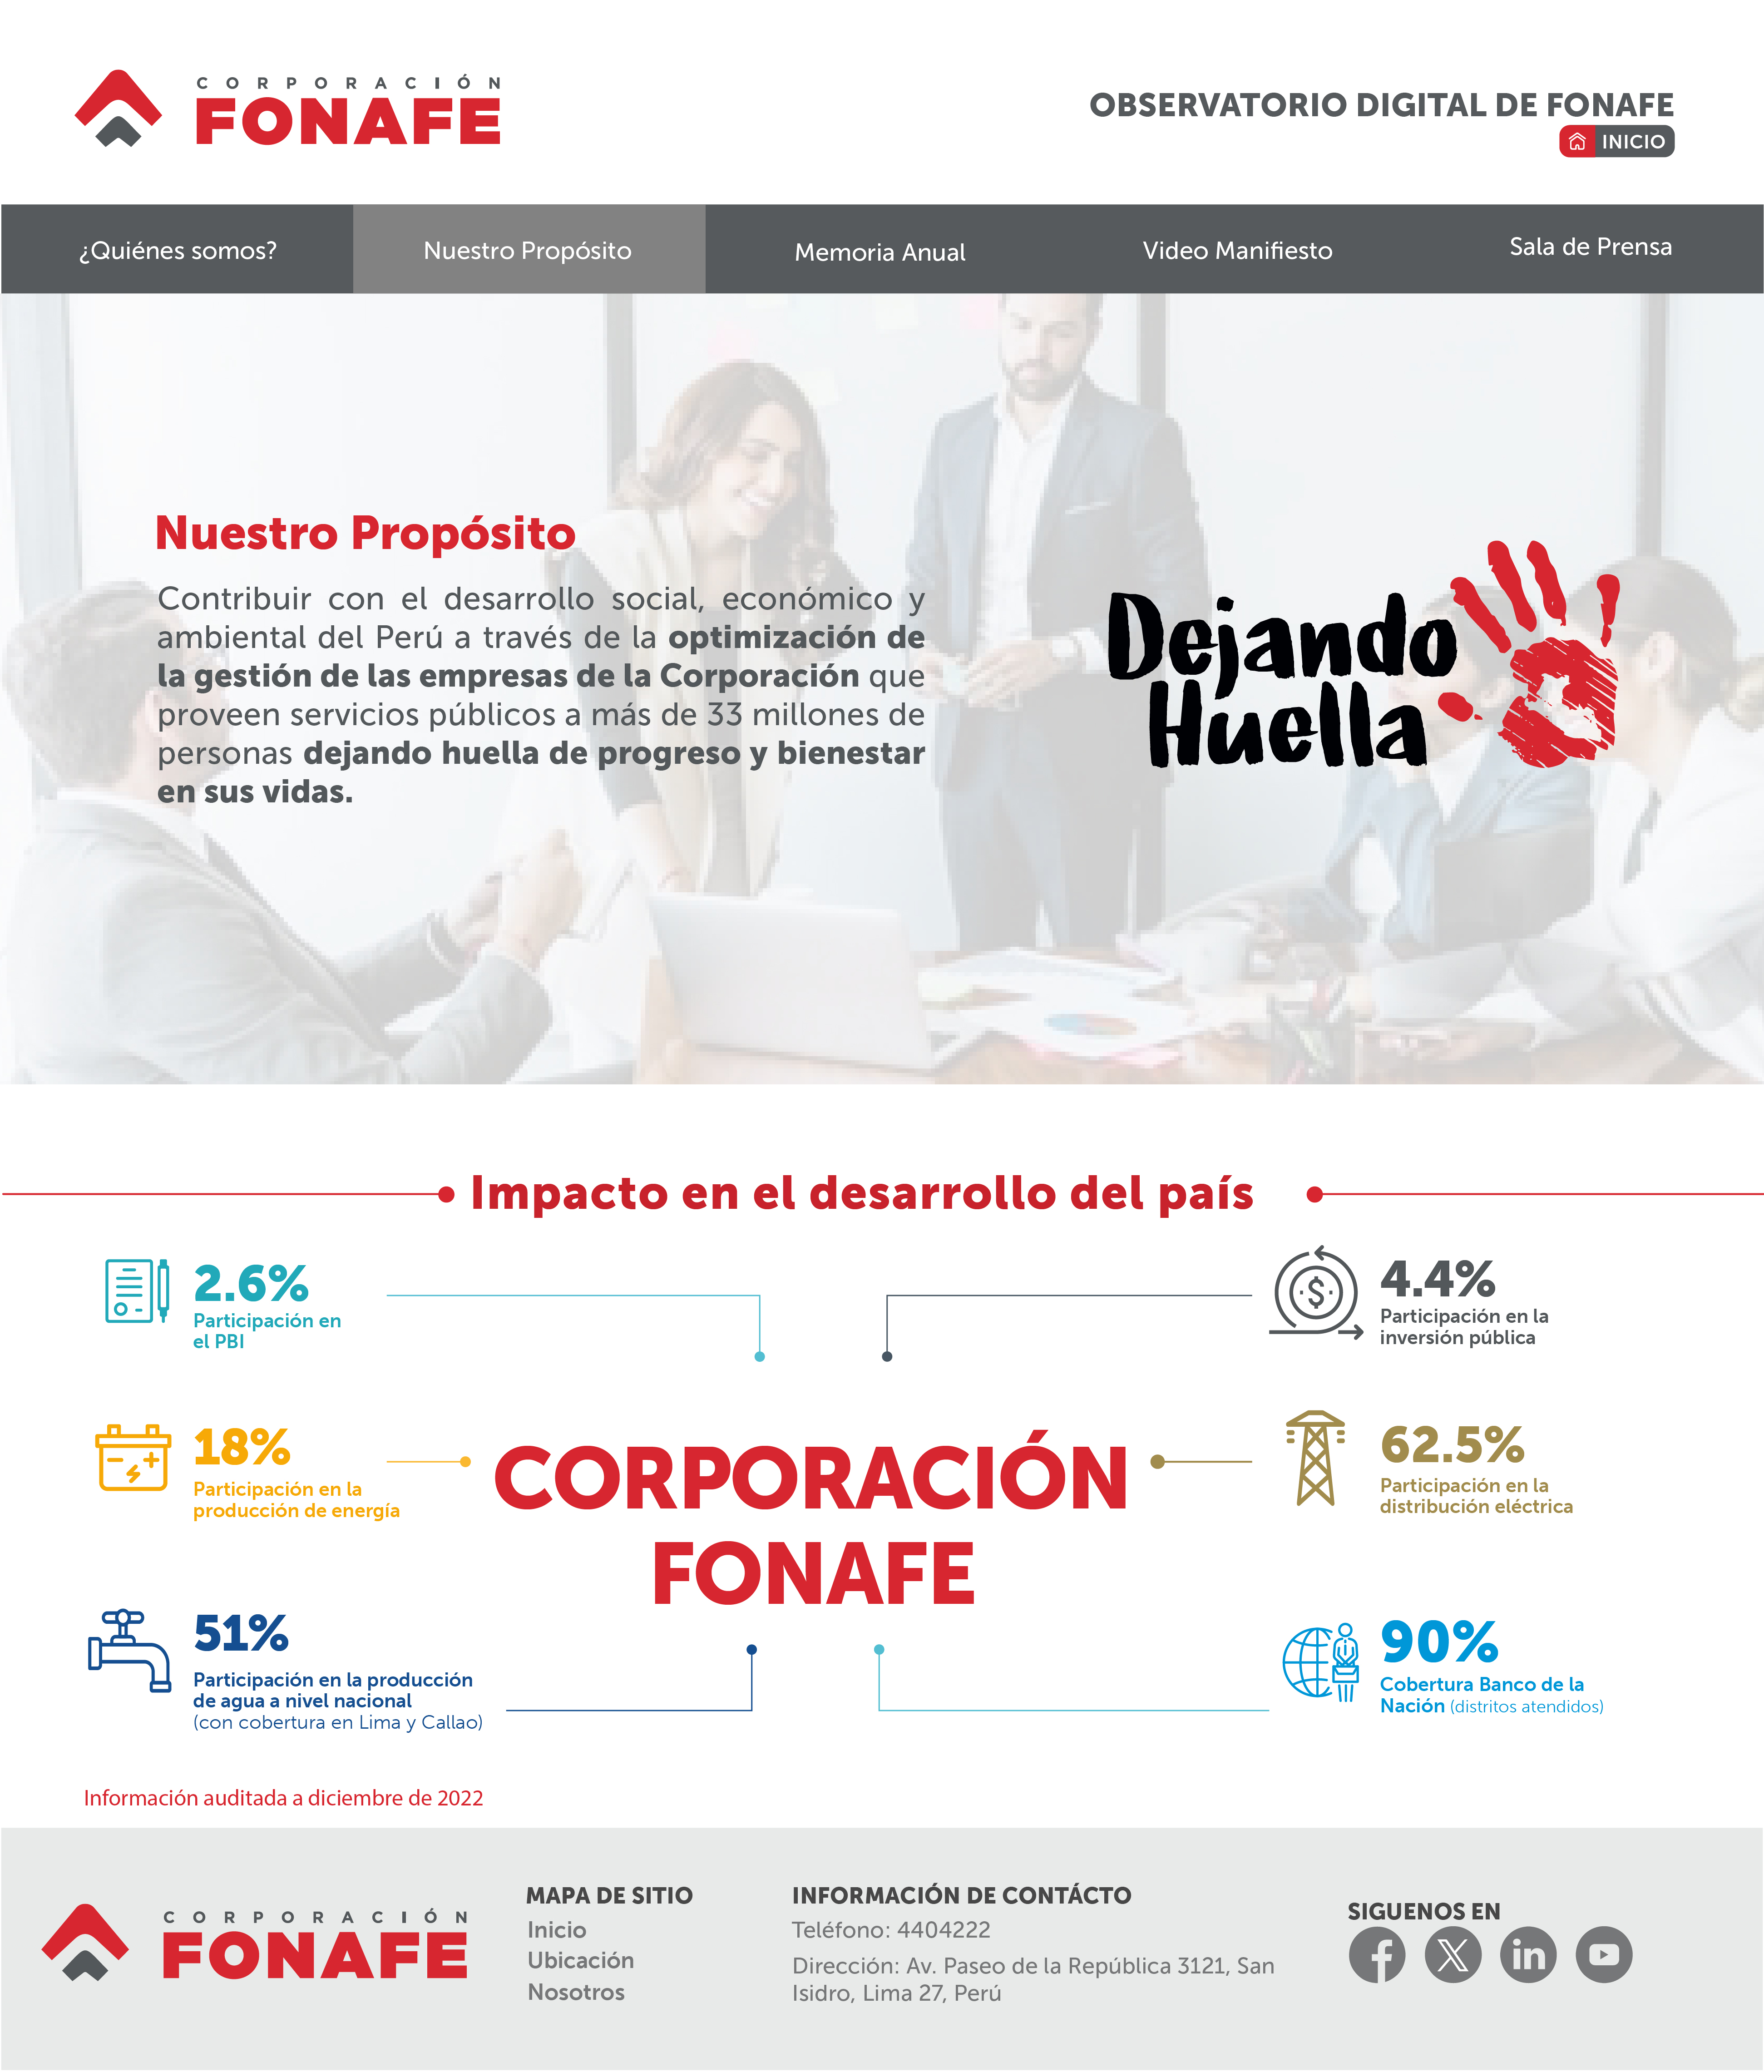 CORPORACIÓN
FONAFE
OBSERVATORIO DIGITAL DE FONAFE
INICIO
¿Quiénes somos?
Nuestro Propósito
Memoria Anual
Video Manifiesto
Sala de Prensa
Nuestro Propósito
Contribuir con el desarrollo social, económico y
ambiental del Perú a través de la optimización de
la gestión de las empresas de la Corporación que
proveen servicios públicos a más de 33 millones de
personas dejando huella de progreso y bienestar
en sus vidas.
Dejando
Huella
Impacto en el desarrollo del país
2.6%
Participación en
el PBI
4.4%
Participación en la
inversión pública
18%
Participación en la
producción de energía
CORPORACIÓN
FONAFE
62.5%
Participación en la
distribución eléctrica
51%
Participación en la producción
de agua a nivel nacional
(con cobertura en Lima y Callao)
90%
Cobertura Banco de la
Nación (distritos atendidos)
Información auditada a diciembre de 2022
CORPORACIÓN
FONAFE
MAPA DE SITIO
Inicio
Ubicación
Nosotros
INFORMACIÓN DE CONTÁCTO
Teléfono: 4404222
Dirección: Av. Paseo de la República 3121, San
Isidro, Lima 27, Perú
SIGUENOS EN